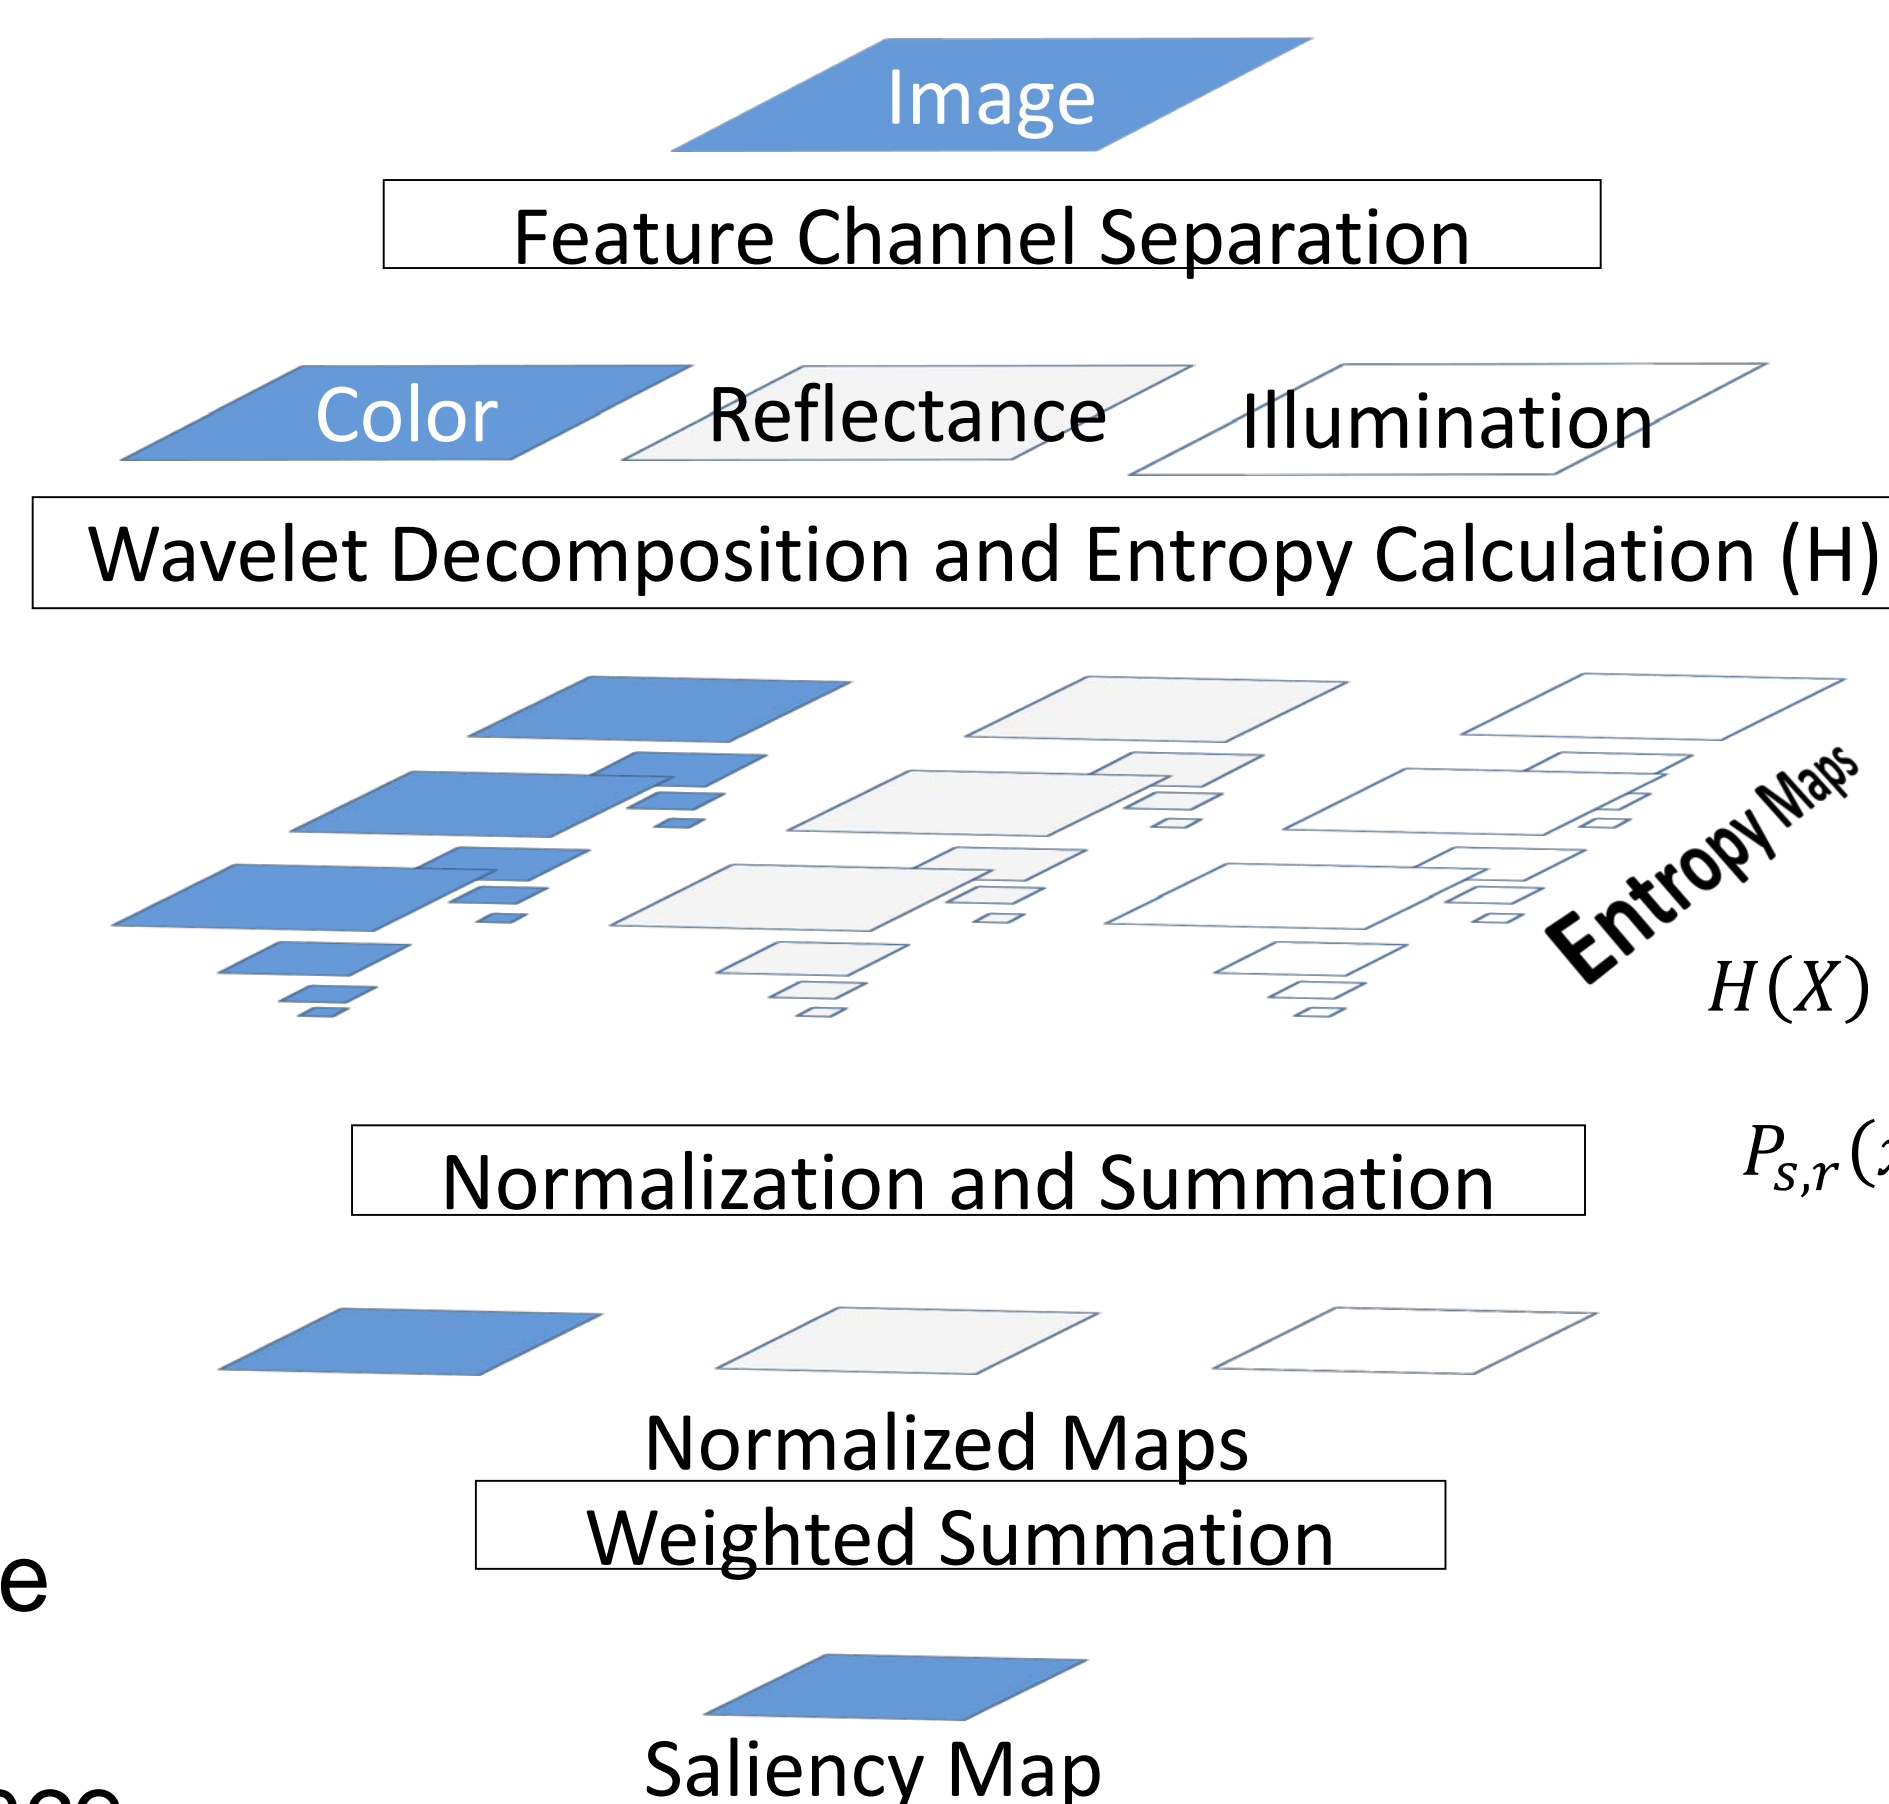 Image
Feature Channel Separation
Color Reflectance Illumination
Wavelet Decomposition and Entropy Calculation (H)
Entropy Maps
H(X)
P_{s,r}(
Normalization and Summation
Normalized Maps
Weighted Summation
e
Saliency Map